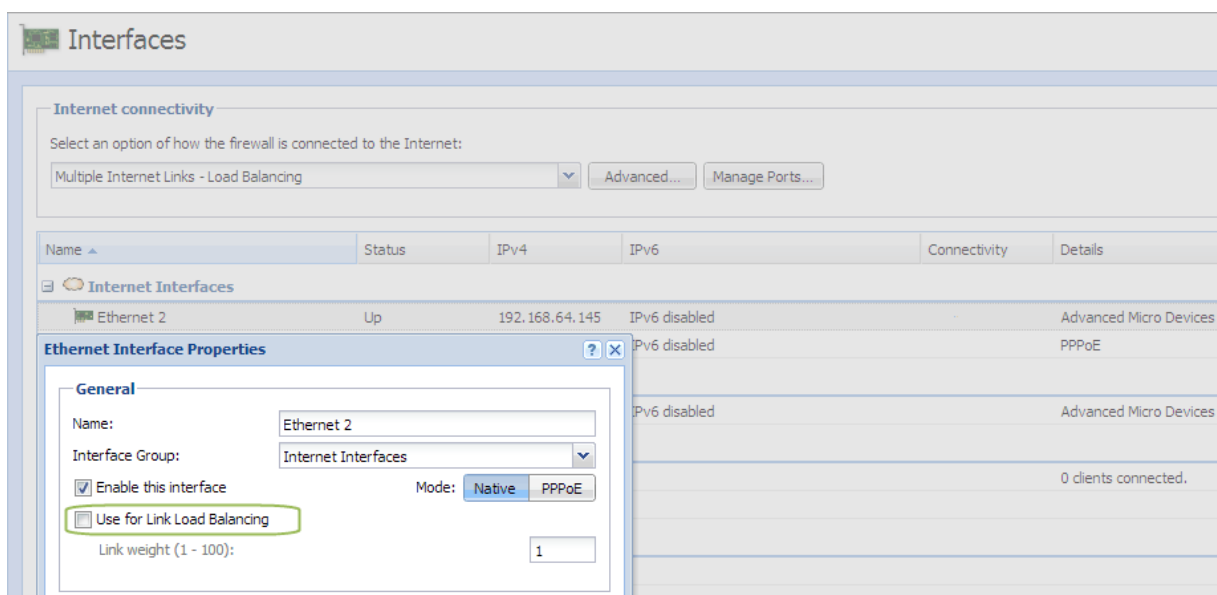 Interfaces
Internet connectivity
Select an option of how the firewall is connected to the Internet:
Multiple Internet Links - Load Balancing Advanced... Manage Ports...
Name Status IPv4 IPv6 Connectivity Details
Internet Interfaces
Ethernet 2 Up 192.168.64.145 IPv6 disabled Advanced Micro Devices
Ethernet Interface Properties ? IPv6 disabled PPPoE
General
Name: Ethernet 2 IPv6 disabled Advanced Micro Devices
Interface Group: Internet Interfaces
Enable this interface Mode: Native PPPoE 0 clients connected.
Use for Link Load Balancing
Link weight (1 - 100): 1